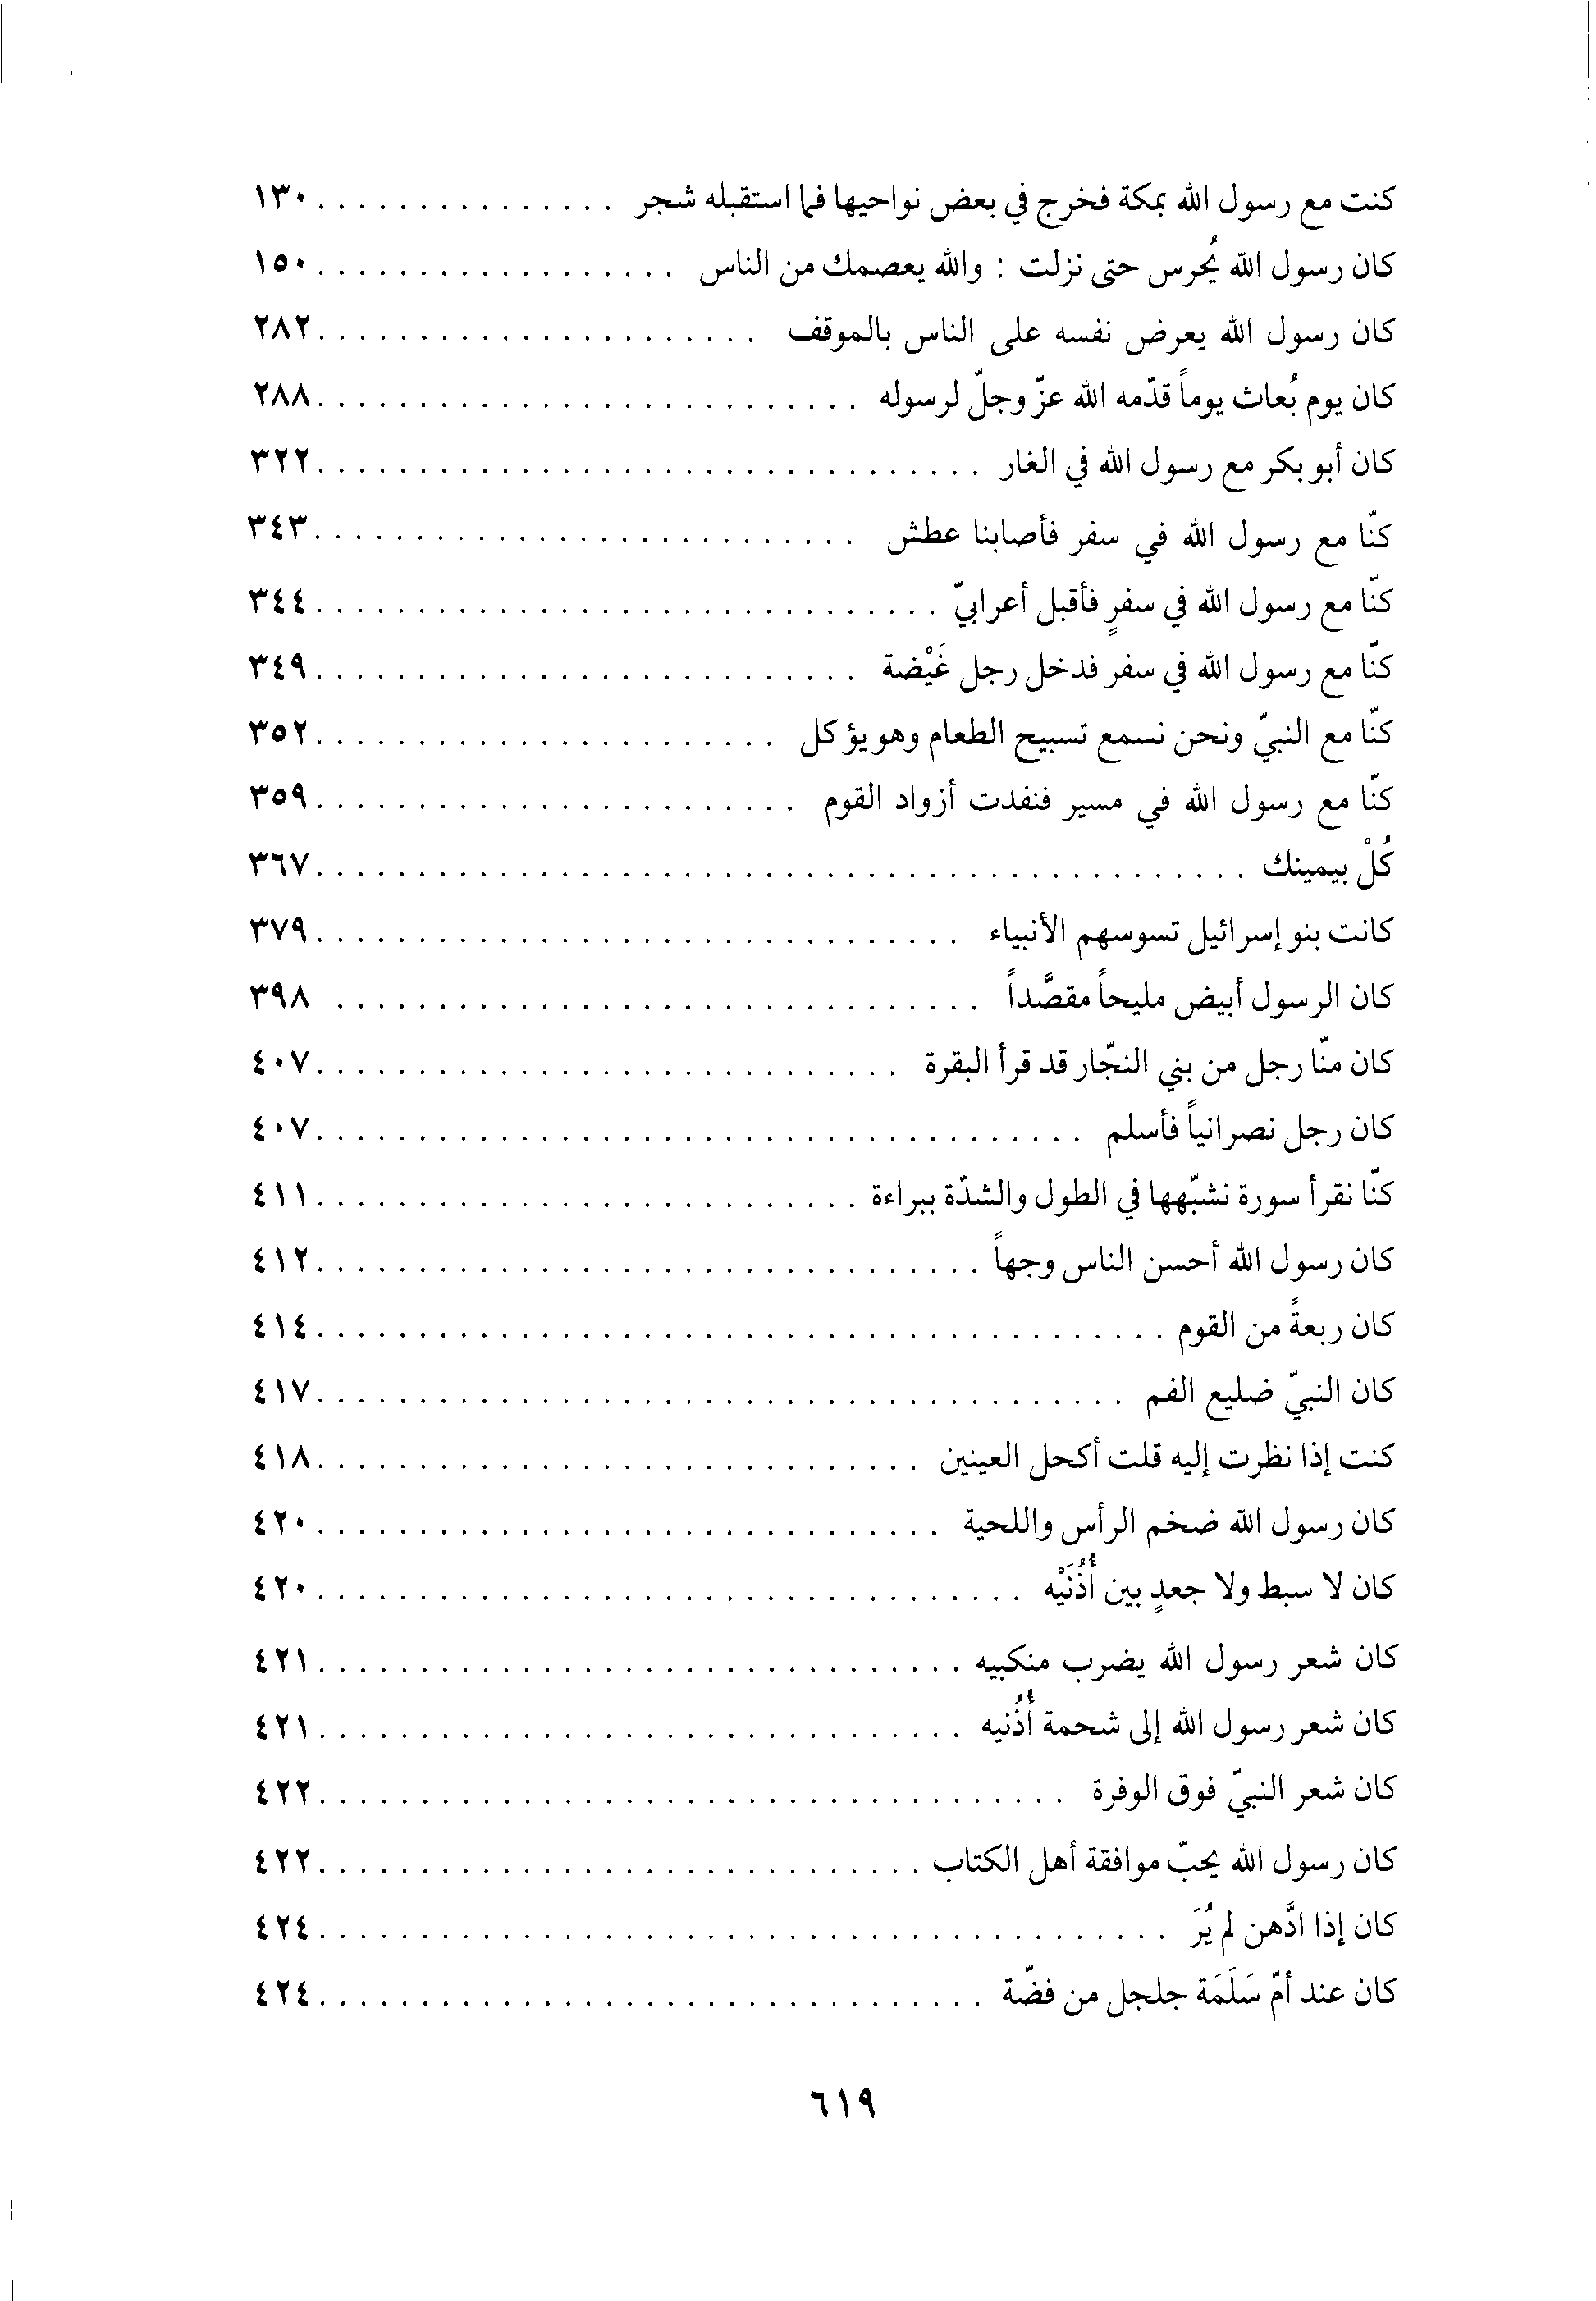 كنت مع رسول الله بمكة فخرج في بعض نواحيها فما استقبله شجر . . . . . . . . . . . . . . . ١٣٠
كان رسول الله يُحرس حتى نزلت : والله يعصمك من الناس . . . . . . . . . . . . . . . . . . ١٥٠
كان رسول الله يعرض نفسه على الناس بالموقف . . . . . . . . . . . . . . . . . . . . . . ٢٨٢
كان يوم بُعاث يوماً قدّمه الله عزّ وجلّ لرسوله . . . . . . . . . . . . . . . . . . . . . . . . . . . ٢٨٨
كان أبو بكر مع رسول الله في الغار . . . . . . . . . . . . . . . . . . . . . . . . . . . . . . . . . ٣٢٢
كنّا مع رسول الله في سفر فأصابنا عطش . . . . . . . . . . . . . . . . . . . . . . . . . . . ٣٤٣
كنّا مع رسول الله في سفرٍ فأقبل أعرابيّ . . . . . . . . . . . . . . . . . . . . . . . . . . . . . . . ٣٤٤
كنّا مع رسول الله في سفر فدخل رجل غَيْضة . . . . . . . . . . . . . . . . . . . . . . . . . . . ٣٤٩
كنّا مع النبيّ ونحن نسمع تسبيح الطعام وهو يؤكل . . . . . . . . . . . . . . . . . . . . . . . ٣٥٢
كنّا مع رسول الله في مسير فنفدت أزواد القوم . . . . . . . . . . . . . . . . . . . . . . . . ٣٥٩
كُلْ بيمينك . . . . . . . . . . . . . . . . . . . . . . . . . . . . . . . . . . . . . . . . . . . . . . ٣٦٧
كانت بنو إسرائيل تسوسهم الأنبياء . . . . . . . . . . . . . . . . . . . . . . . . . . . . . . . . ٣٧٩
كان الرسول أبيض مليحاً مقصَّداً . . . . . . . . . . . . . . . . . . . . . . . . . . . . . . . . ٣٩٨
كان منّا رجل من بني النجّار قد قرأ البقرة . . . . . . . . . . . . . . . . . . . . . . . . . . . . . ٤٠٧
كان رجل نصرانياً فأسلم . . . . . . . . . . . . . . . . . . . . . . . . . . . . . . . . . . . . . . ٤٠٧
كنّا نقرأ سورة نشبّهها في الطول والشدّة ببراءة . . . . . . . . . . . . . . . . . . . . . . . . . . . ٤١١
كان رسول الله أحسن الناس وجهاً . . . . . . . . . . . . . . . . . . . . . . . . . . . . . . . . . ٤١٢
كان ربعةً من القوم . . . . . . . . . . . . . . . . . . . . . . . . . . . . . . . . . . . . . . . . . . ٤١٤
كان النبيّ ضليع الفم . . . . . . . . . . . . . . . . . . . . . . . . . . . . . . . . . . . . . . . . ٤١٧
كنت إذا نظرت إليه قلت أكحل العينين . . . . . . . . . . . . . . . . . . . . . . . . . . . . . . ٤١٨
كان رسول الله ضخم الرأس واللحية . . . . . . . . . . . . . . . . . . . . . . . . . . . . . . . ٤٢٠
كان لا سبط ولا جعدٍ بين أُذُنَيْه . . . . . . . . . . . . . . . . . . . . . . . . . . . . . . . . . . . ٤٢٠
كان شعر رسول الله يضرب منكبيه . . . . . . . . . . . . . . . . . . . . . . . . . . . . . . . . ٤٢١
كان شعر رسول الله إلى شحمة أُذُنيه . . . . . . . . . . . . . . . . . . . . . . . . . . . . . . . . ٤٢١
كان شعر النبيّ فوق الوفرة . . . . . . . . . . . . . . . . . . . . . . . . . . . . . . . . . . . . . ٤٢٢
كان رسول الله يحبّ موافقة أهل الكتاب . . . . . . . . . . . . . . . . . . . . . . . . . . . . . . ٤٢٢
كان إذا ادَّهن لم يُرَ . . . . . . . . . . . . . . . . . . . . . . . . . . . . . . . . . . . . . . . . . . ٤٢٤
كان عند أمّ سَلَمَة جلجل من فضّة . . . . . . . . . . . . . . . . . . . . . . . . . . . . . . . . . ٤٢٤
٦١٩